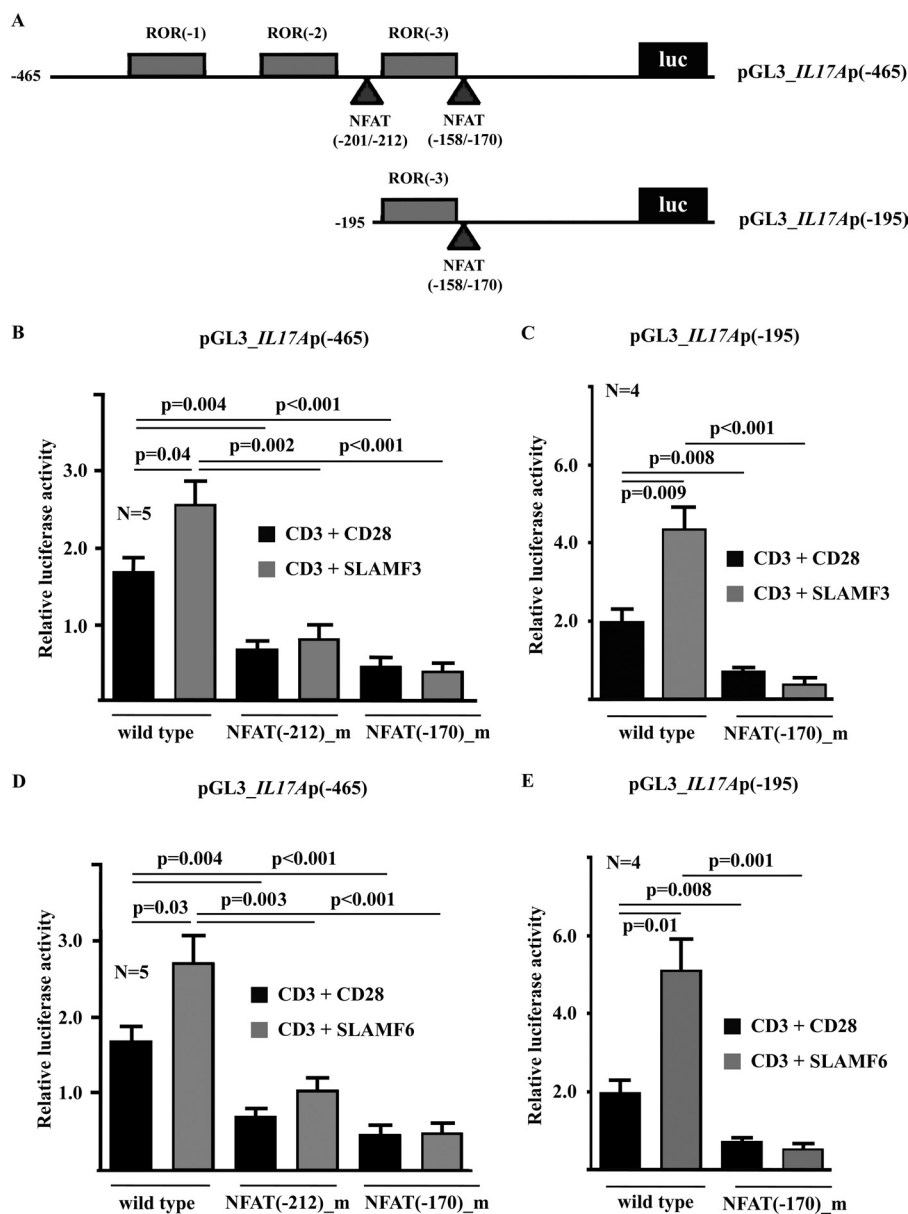 A
ROR(-1) ROR(-2) ROR(-3)
-465 luc pGL3_IL17Ap(-465)
NFAT NFAT
(-201/-212) (-158/-170)
ROR(-3)
-195 luc pGL3_IL17Ap(-195)
NFAT
(-158/-170)
B
pGL3_IL17Ap(-465)
Relative luciferase activity
3.0
2.0
1.0
p=0.004 p<0.001
p=0.04 p=0.002 p<0.001
N=5
CD3 + CD28
CD3 + SLAMF3
wild type NFAT(-212)_m NFAT(-170)_m
C
pGL3_IL17Ap(-195)
Relative luciferase activity
6.0
4.0
2.0
N=4
p<0.001
p=0.008
p=0.009
CD3 + CD28
CD3 + SLAMF3
wild type NFAT(-170)_m
D
pGL3_IL17Ap(-465)
Relative luciferase activity
3.0
2.0
1.0
p=0.004 p<0.001
p=0.03 p=0.003 p<0.001
N=5
CD3 + CD28
CD3 + SLAMF6
wild type NFAT(-212)_m NFAT(-170)_m
E
pGL3_IL17Ap(-195)
Relative luciferase activity
6.0
4.0
2.0
N=4
p=0.001
p=0.008
p=0.01
CD3 + CD28
CD3 + SLAMF6
wild type NFAT(-170)_m